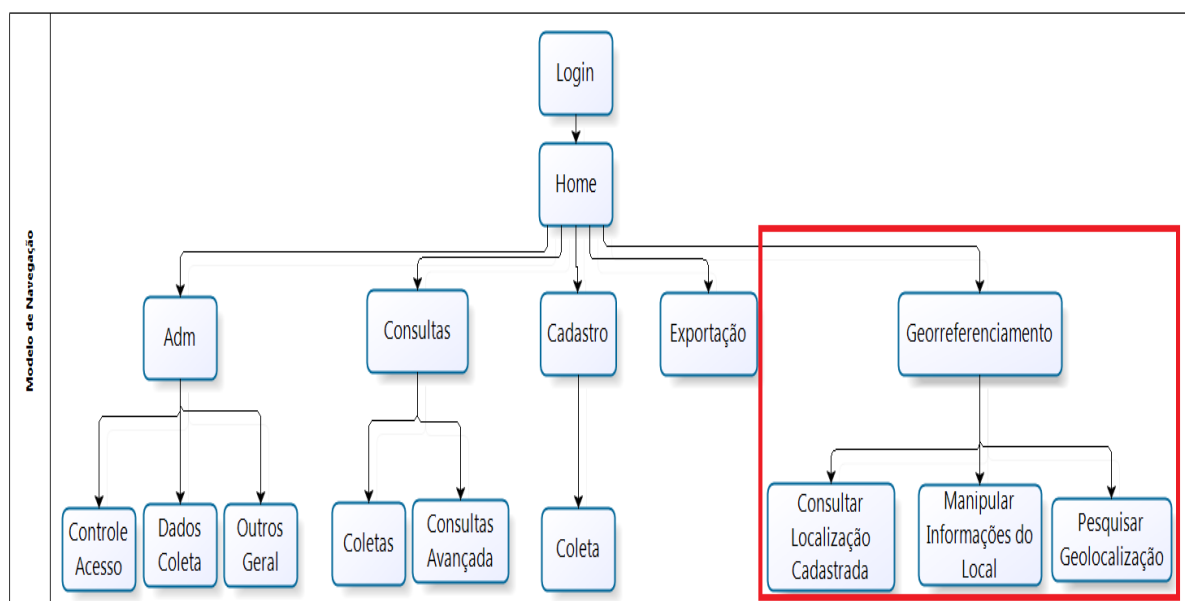 Modelo de Navegação
Login
Home
Adm
Consultas
Cadastro
Exportação
Georreferenciamento
Controle
Acesso
Dados
Coleta
Outros
Geral
Coletas
Consultas
Avançada
Coleta
Consultar
Localização
Cadastrada
Manipular
Informações do
Local
Pesquisar
Geolocalização